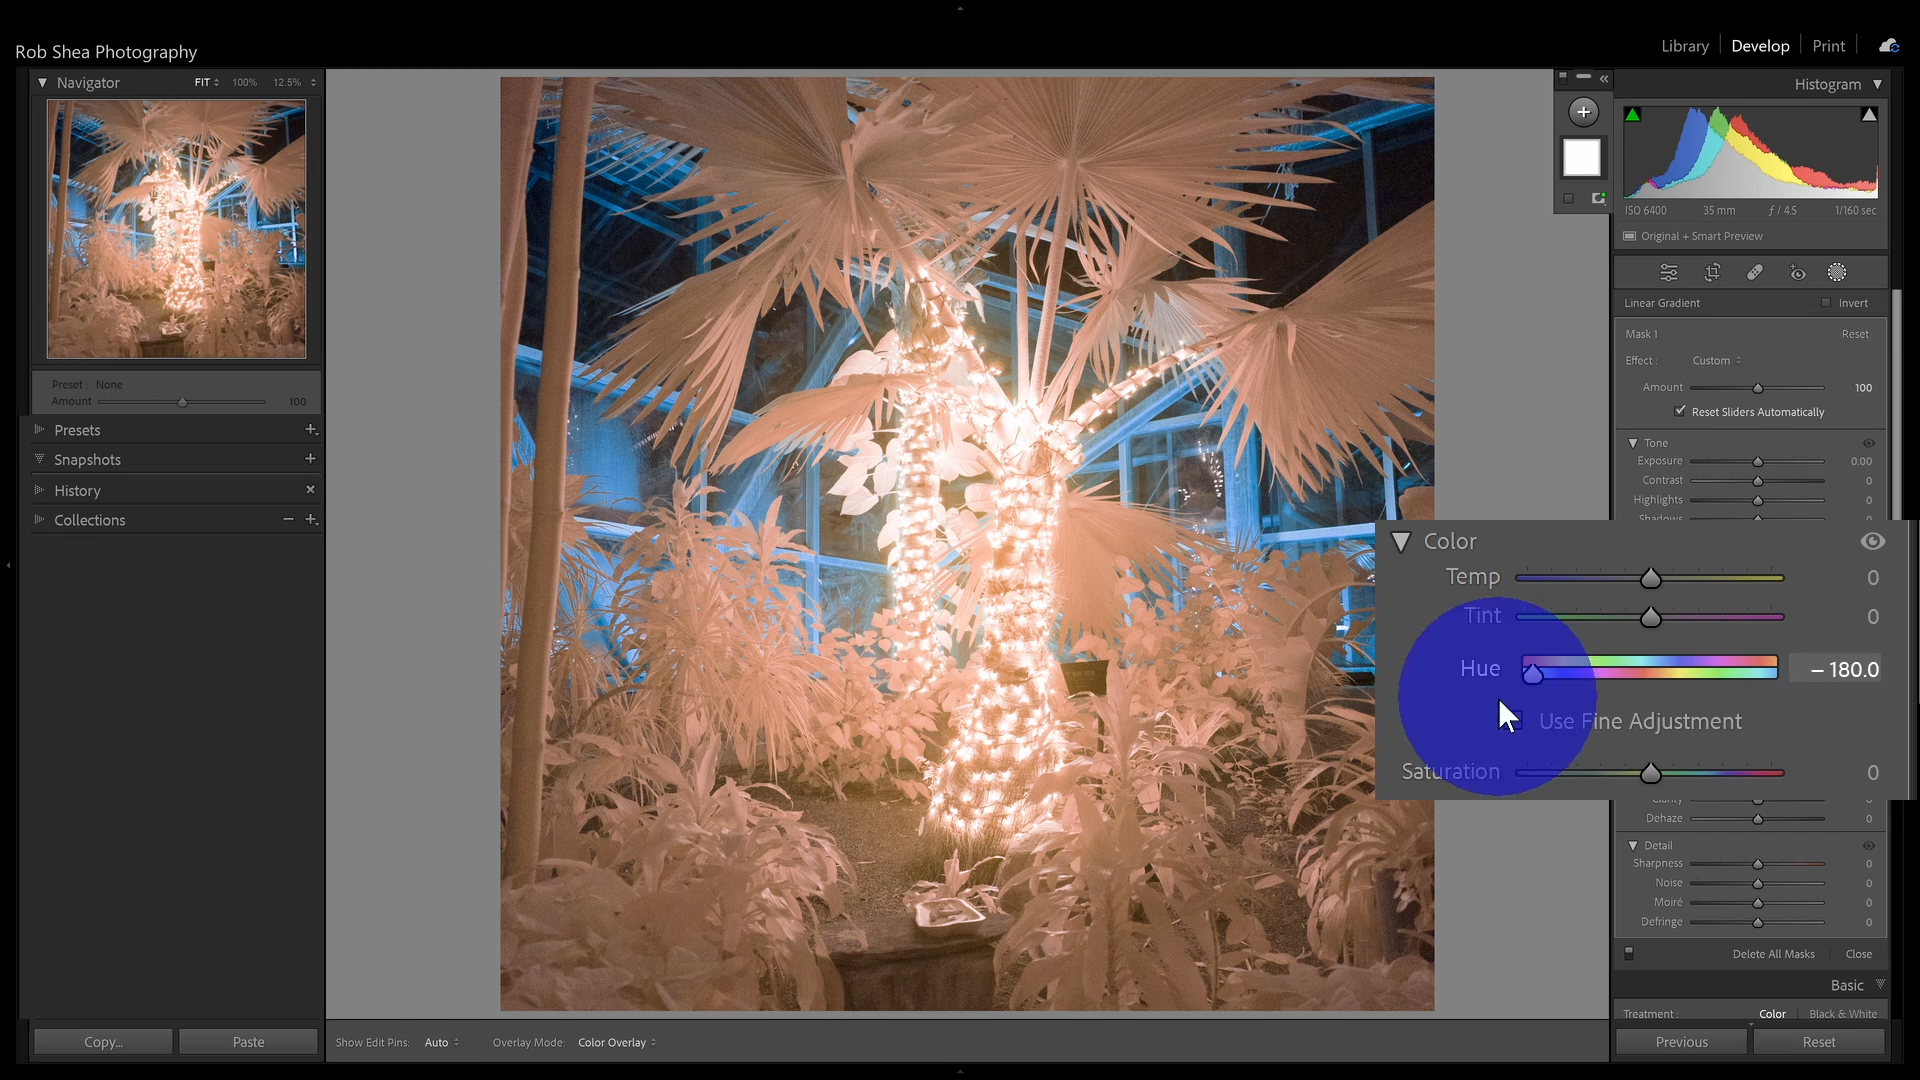 Rob Shea Photography
Library Develop Print
Navigator FIT 100% 12.5%
Preset : None
Amount 100
Presets
Snapshots
History
Collections
Copy... Paste
Show Edit Pins: Auto Overlay Mode: Color Overlay
Histogram
ISO 6400 35 mm ƒ / 4.5 1/160 sec
Original + Smart Preview
Linear Gradient Invert
Mask 1 Reset
Effect : Custom
Amount 100
Reset Sliders Automatically
Tone
Exposure 0.00
Contrast 0
Highlights 0
Shadows 0
Color
Temp 0
Tint 0
Hue – 180.0
Use Fine Adjustment
Saturation 0
Clarity 0
Dehaze 0
Detail
Sharpness 0
Noise 0
Moiré 0
Defringe 0
Delete All Masks Close
Basic
Treatment : Color Black & White
Previous Reset